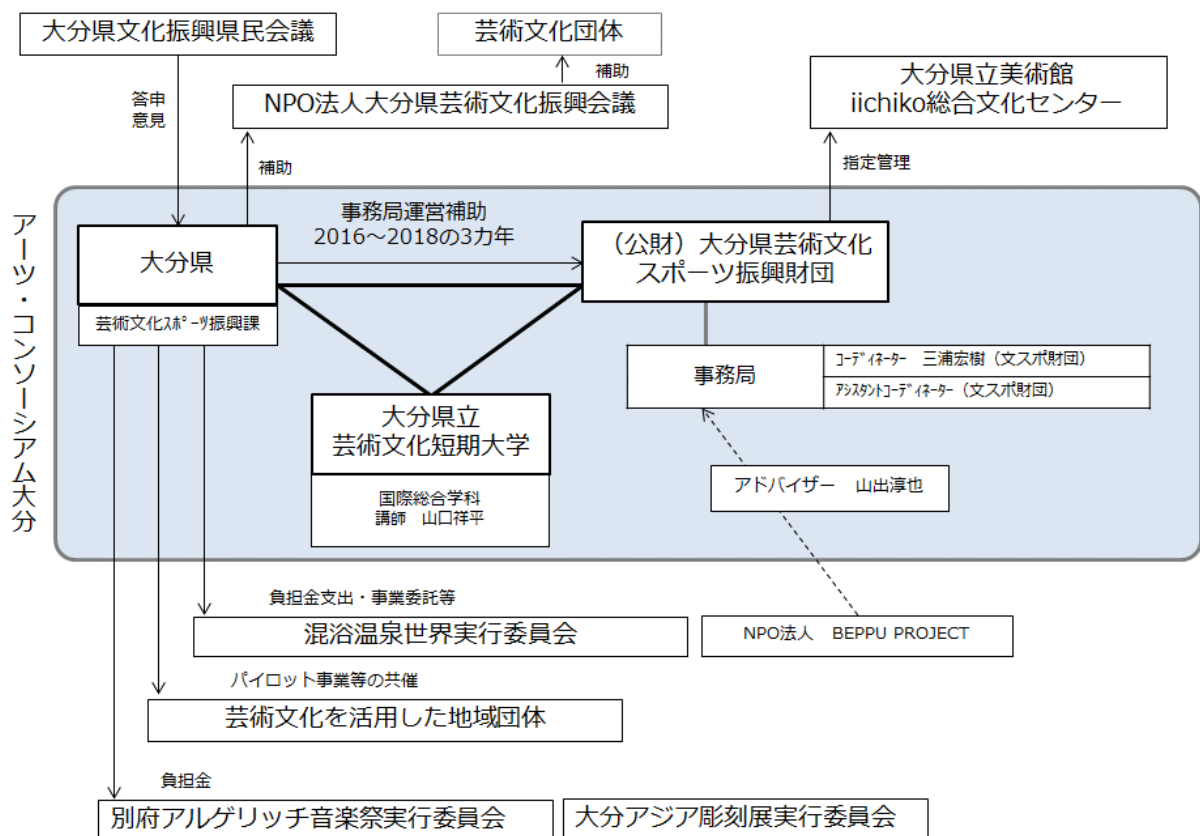 大分県文化振興県民会議
芸術文化団体
補助
大分県立美術館
iichiko総合文化センター
答申
意見
NPO法人大分県芸術文化振興会議
補助
指定管理
アーツ・コンソーシアム大分
事務局運営補助
2016～2018の3カ年
大分県
芸術文化ｽﾎﾟｰﾂ振興課
（公財）大分県芸術文化
スポーツ振興財団
事務局
ｺｰﾃﾞｨﾈｰﾀｰ　三浦宏樹（文スポ財団）
ｱｼｽﾀﾝﾄｺｰﾃﾞｨﾈｰﾀｰ（文スポ財団）
大分県立
芸術文化短期大学
国際総合学科
講師　山口祥平
アドバイザー　山出淳也
負担金支出・事業委託等
混浴温泉世界実行委員会
NPO法人　BEPPU PROJECT
パイロット事業等の共催
芸術文化を活用した地域団体
負担金
別府アルゲリッチ音楽祭実行委員会
大分アジア彫刻展実行委員会